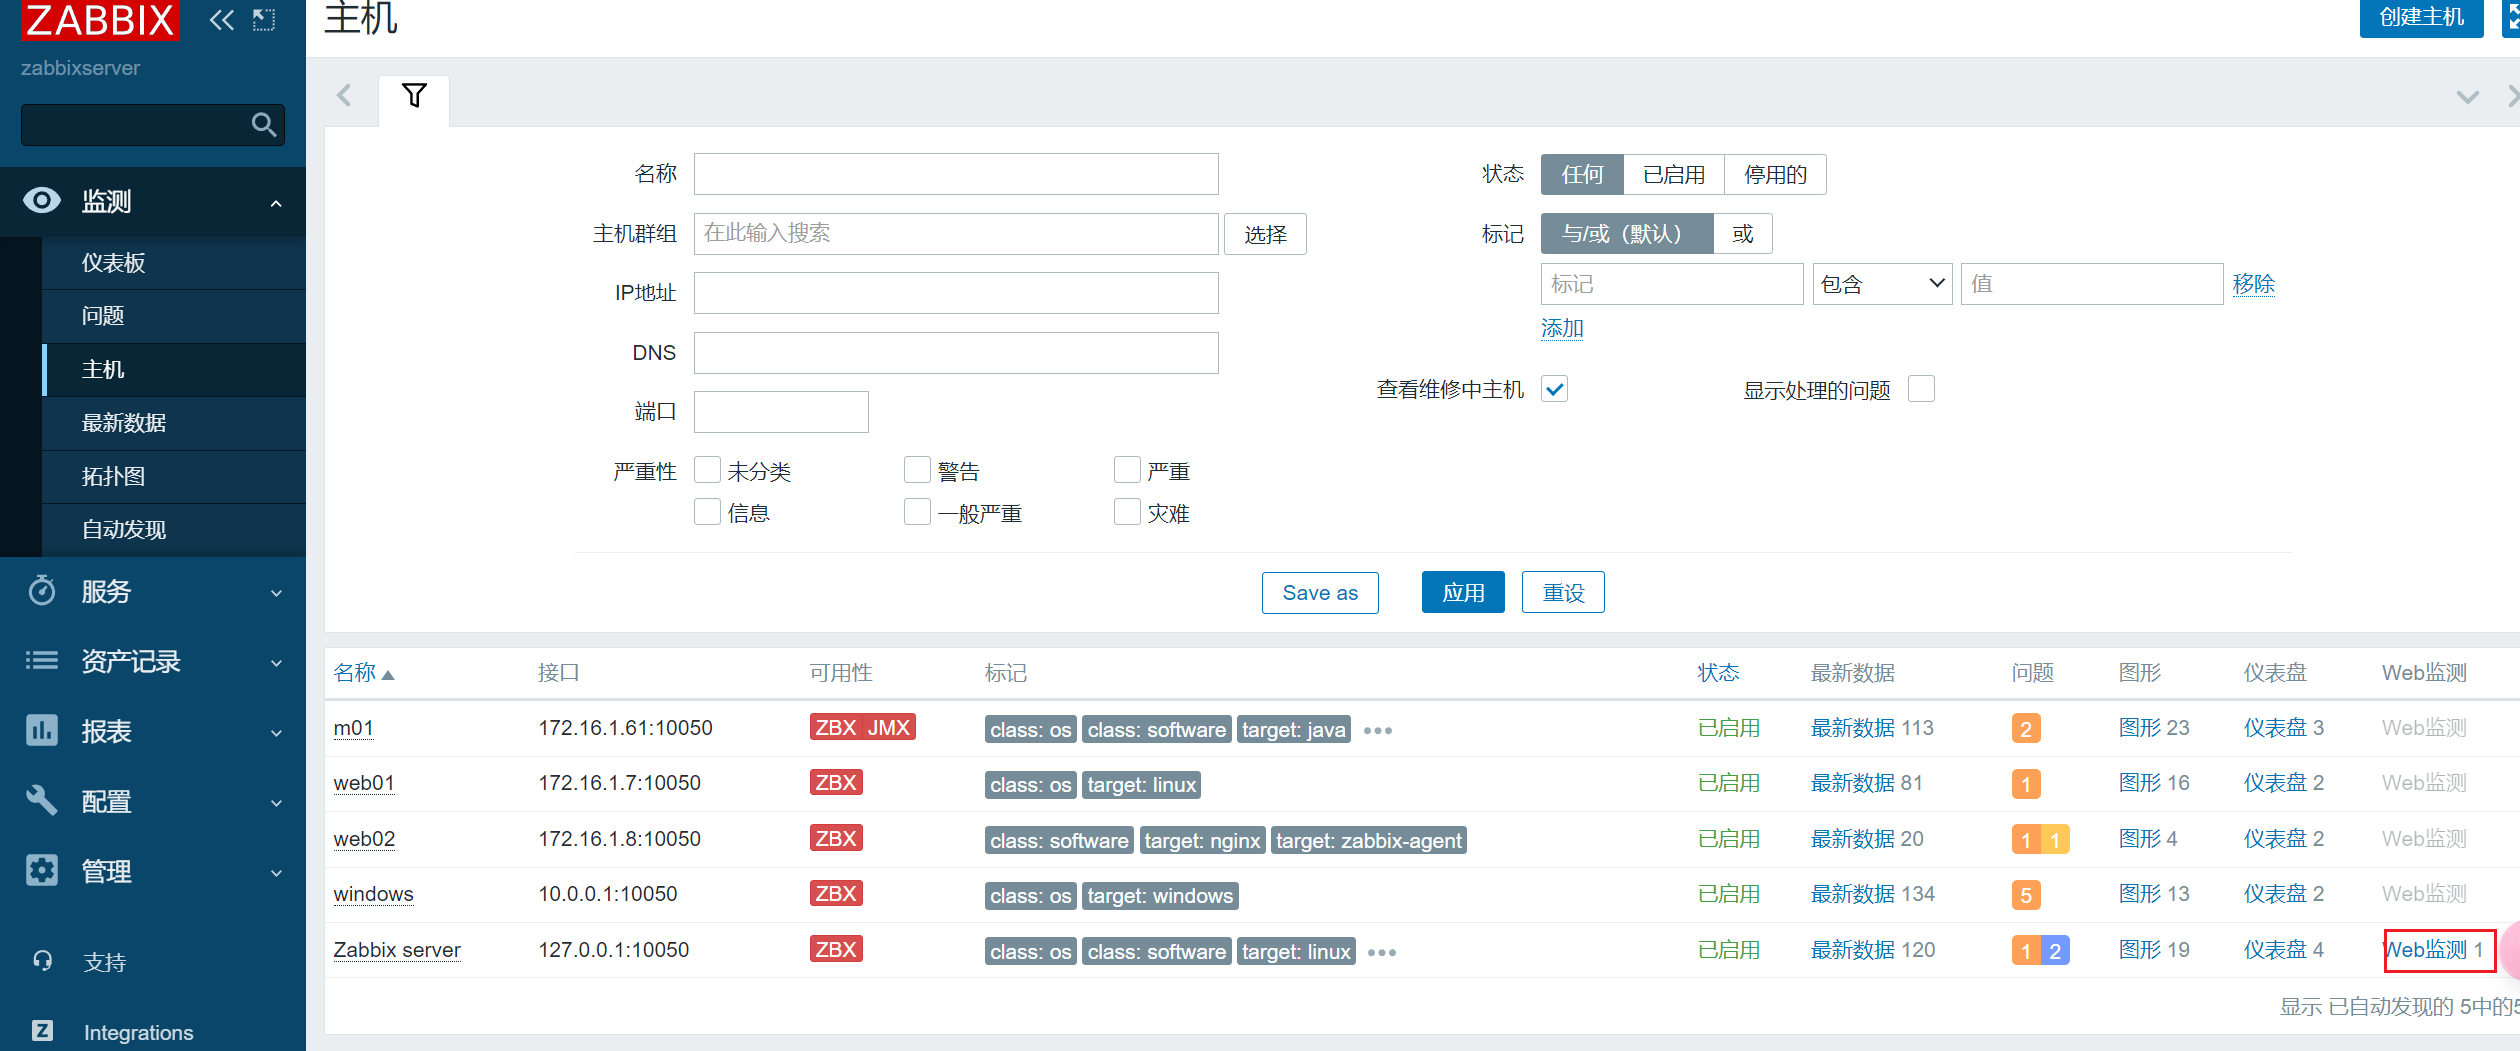 ZABBIX
zabbixserver
监测
仪表板
问题
主机
最新数据
拓扑图
自动发现
服务
资产记录
报表
配置
管理
支持
Z Integrations
主机
创建主机
名称
主机群组 在此输入搜索 选择
IP地址
DNS
端口
严重性 未分类 警告 严重
信息 一般严重 灾难
状态 任何 已启用 停用的
标记 与/或（默认） 或
标记 包含 值 移除
添加
查看维修中主机 显示处理的问题
Save as 应用 重设
名称 接口 可用性 标记 状态 最新数据 问题 图形 仪表盘 Web监测
m01 172.16.1.61:10050 ZBX JMX class: os class: software target: java 已启用 最新数据 113 2 图形 23 仪表盘 3 Web监测
web01 172.16.1.7:10050 ZBX class: os target: linux 已启用 最新数据 81 1 图形 16 仪表盘 2 Web监测
web02 172.16.1.8:10050 ZBX class: software target: nginx target: zabbix-agent 已启用 最新数据 20 1 1 图形 4 仪表盘 2 Web监测
windows 10.0.0.1:10050 ZBX class: os target: windows 已启用 最新数据 134 5 图形 13 仪表盘 2 Web监测
Zabbix server 127.0.0.1:10050 ZBX class: os class: software target: linux 已启用 最新数据 120 1 2 图形 19 仪表盘 4 Web监测 1
显示 已自动发现的 5中的5